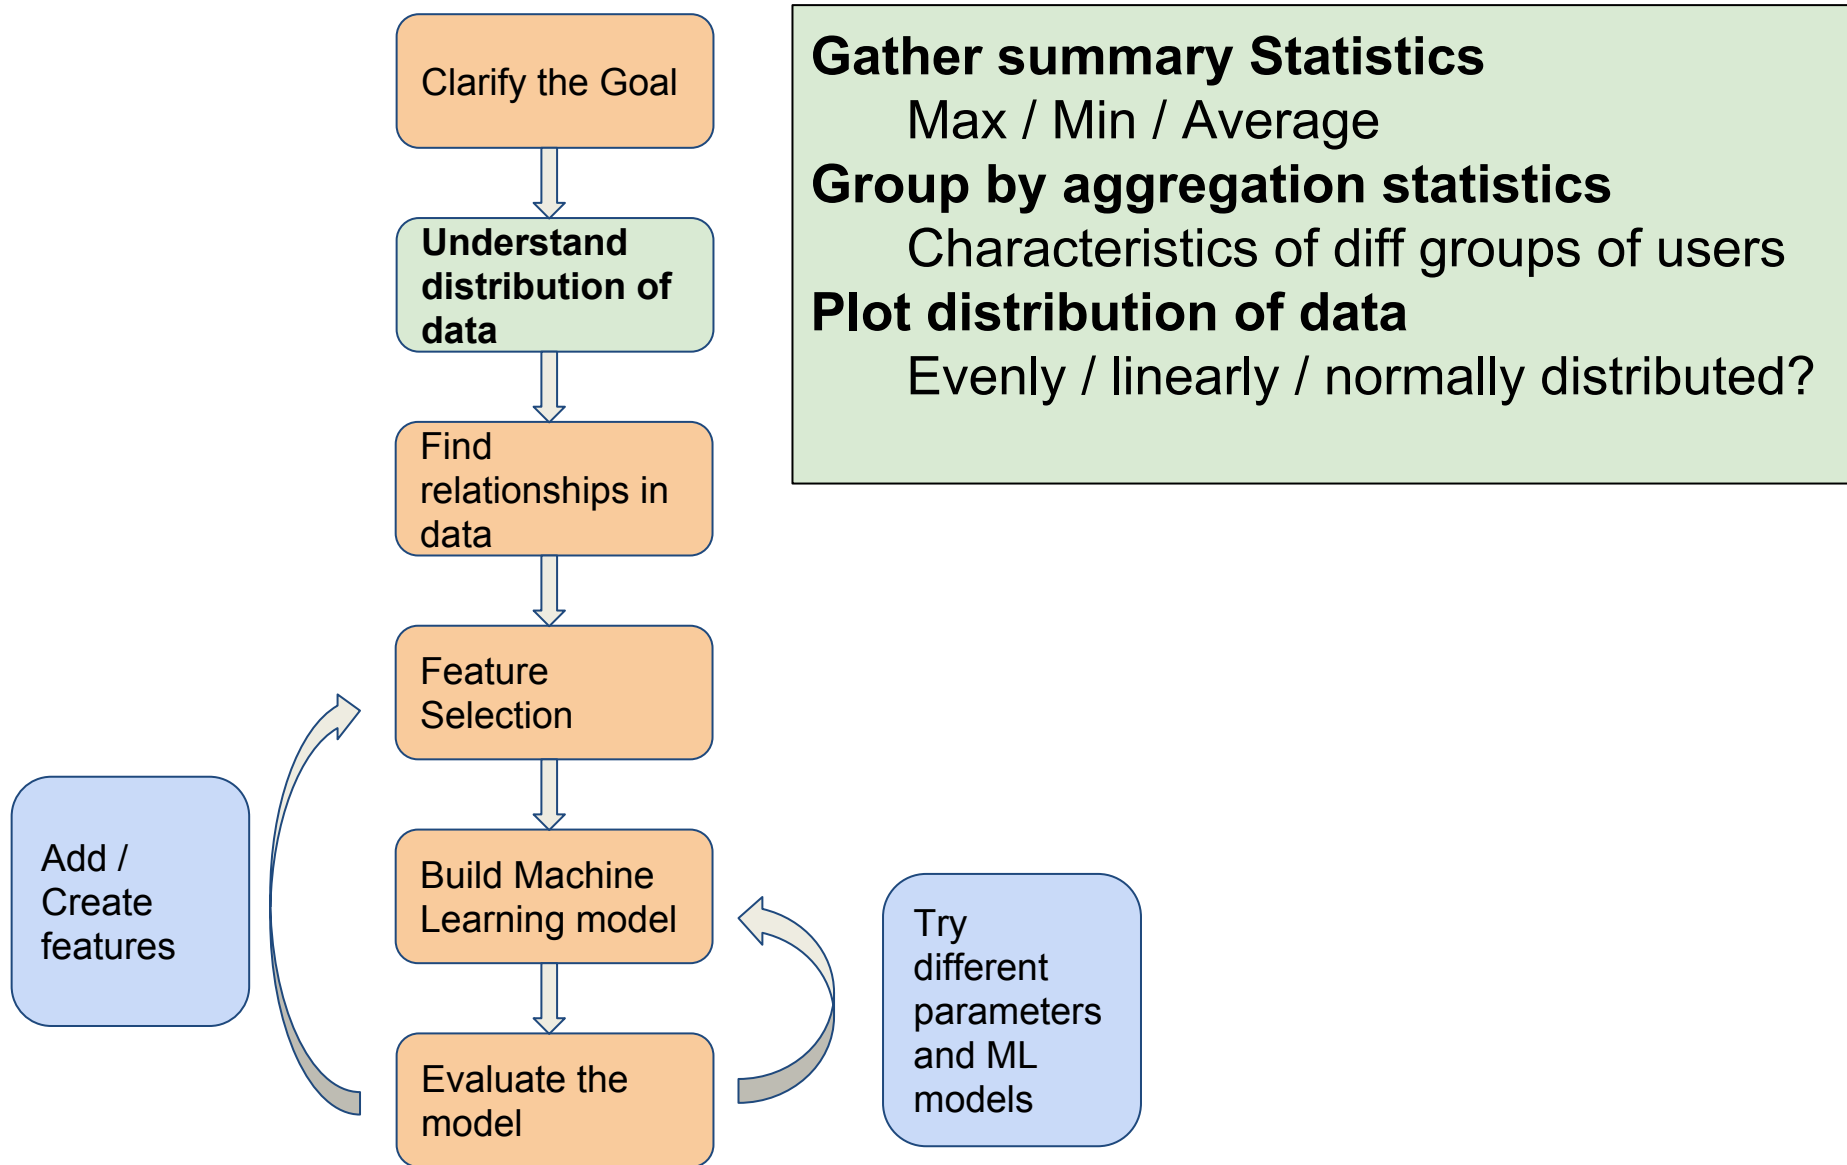 Clarify the Goal
Understand
distribution of
data
Find
relationships in
data
Feature
Selection
Build Machine
Learning model
Evaluate the
model
Add /
Create
features
Try
different
parameters
and ML
models
Gather summary Statistics
Max / Min / Average
Group by aggregation statistics
Characteristics of diff groups of users
Plot distribution of data
Evenly / linearly / normally distributed?